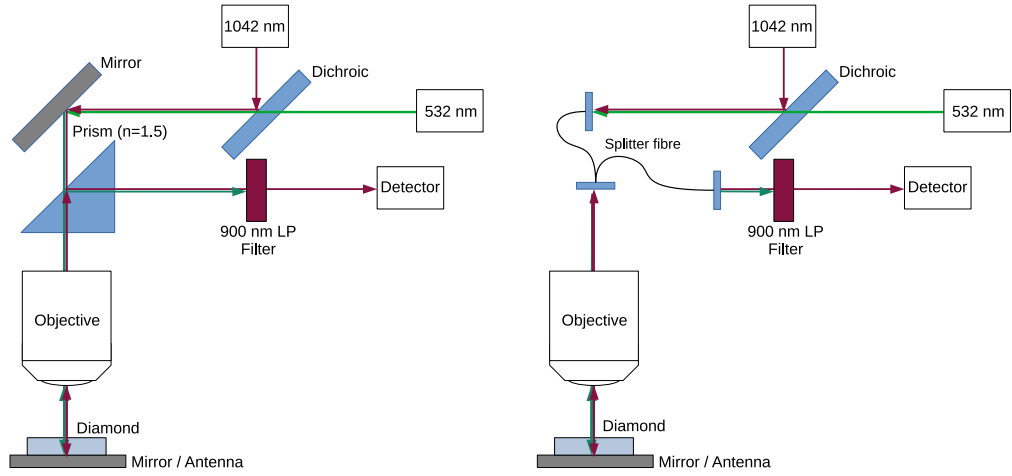 1042 nm
Mirror
Dichroic
532 nm
Prism (n=1.5)
Detector
900 nm LP
Filter
Objective
Diamond
Mirror / Antenna
1042 nm
Dichroic
532 nm
Splitter fibre
Detector
900 nm LP
Filter
Objective
Diamond
Mirror / Antenna